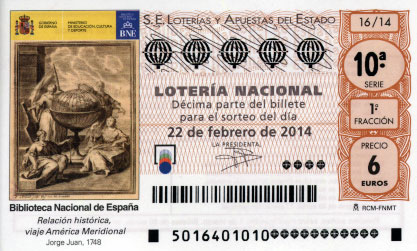 GOBIERNO
DE ESPAÑA
MINISTERIO
DE EDUCACIÓN, CULTURA
Y DEPORTE
BNE
S.E. LOTERÍAS Y APUESTAS DEL ESTADO
16/14
10ª
SERIE
LOTERÍA NACIONAL
Décima parte del billete
para el sorteo del día
22 de febrero de 2014
LA PRESIDENTA,
1ª
FRACCIÓN
PRECIO
6
EUROS
RCM-FNMT
Biblioteca Nacional de España
Relación histórica,
viaje América Meridional
Jorge Juan, 1748
5016401010